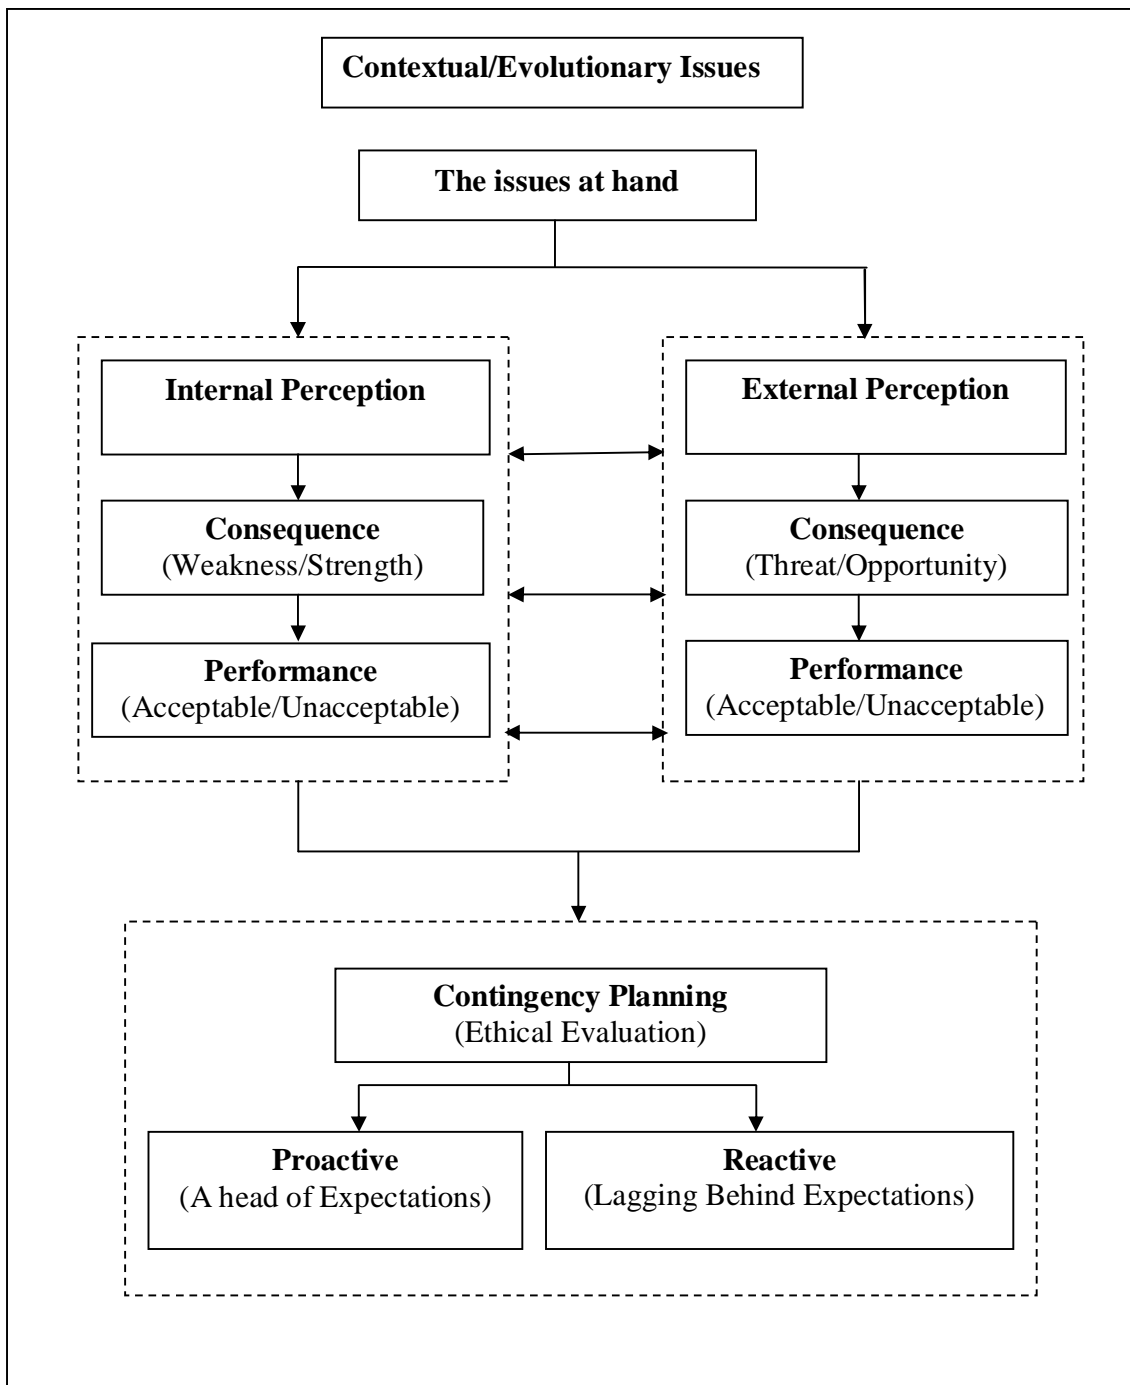 Contextual/Evolutionary Issues
The issues at hand
Internal Perception
External Perception
Consequence
(Weakness/Strength)
Consequence
(Threat/Opportunity)
Performance
(Acceptable/Unacceptable)
Performance
(Acceptable/Unacceptable)
Contingency Planning
(Ethical Evaluation)
Proactive
(A head of Expectations)
Reactive
(Lagging Behind Expectations)